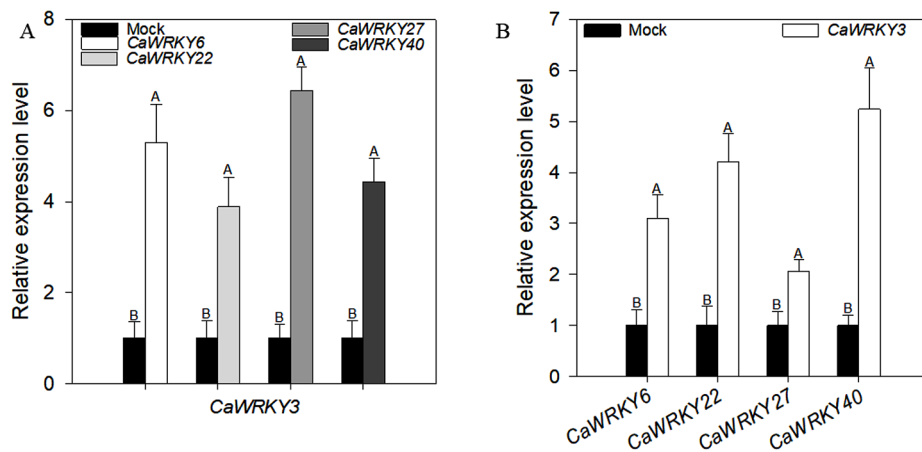 A
Relative expression level
8
6
4
2
0
Mock
CaWRKY6
CaWRKY22
CaWRKY27
CaWRKY40
B
A
B
A
B
A
B
A
CaWRKY3
B
Relative expression level
7
6
5
4
3
2
1
0
Mock
CaWRKY3
B
A
B
A
B
A
B
A
CaWRKY6
CaWRKY22
CaWRKY27
CaWRKY40